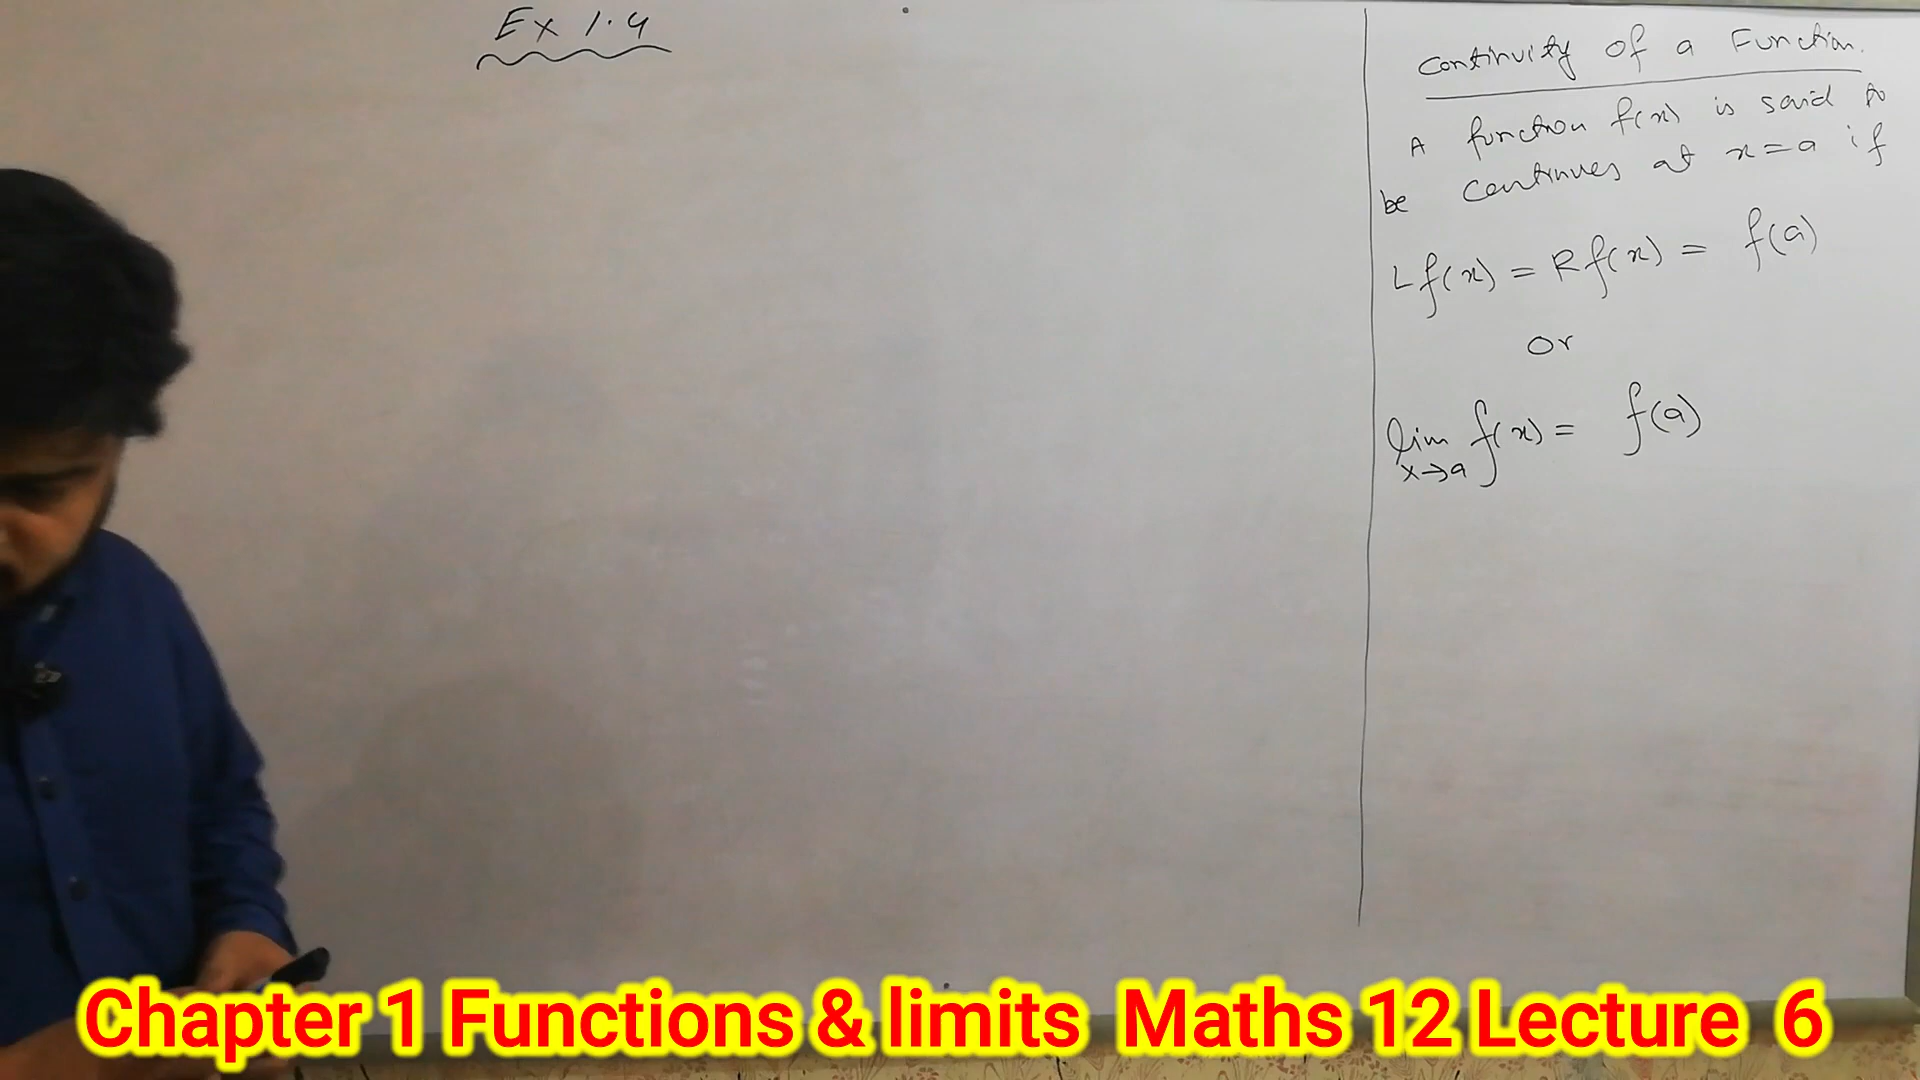 Ex 1.4
Continuity of a Function.
A function f(x) is said to
be continues at x=a if
Lf(x) = Rf(x) = f(a)
Or
lim f(x) = f(a)
x→a
Chapter 1 Functions & limits Maths 12 Lecture 6